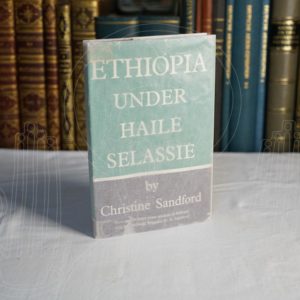 ETHIOPIA
UNDER
HAILE
SELASSIE
by
Christine Sandford